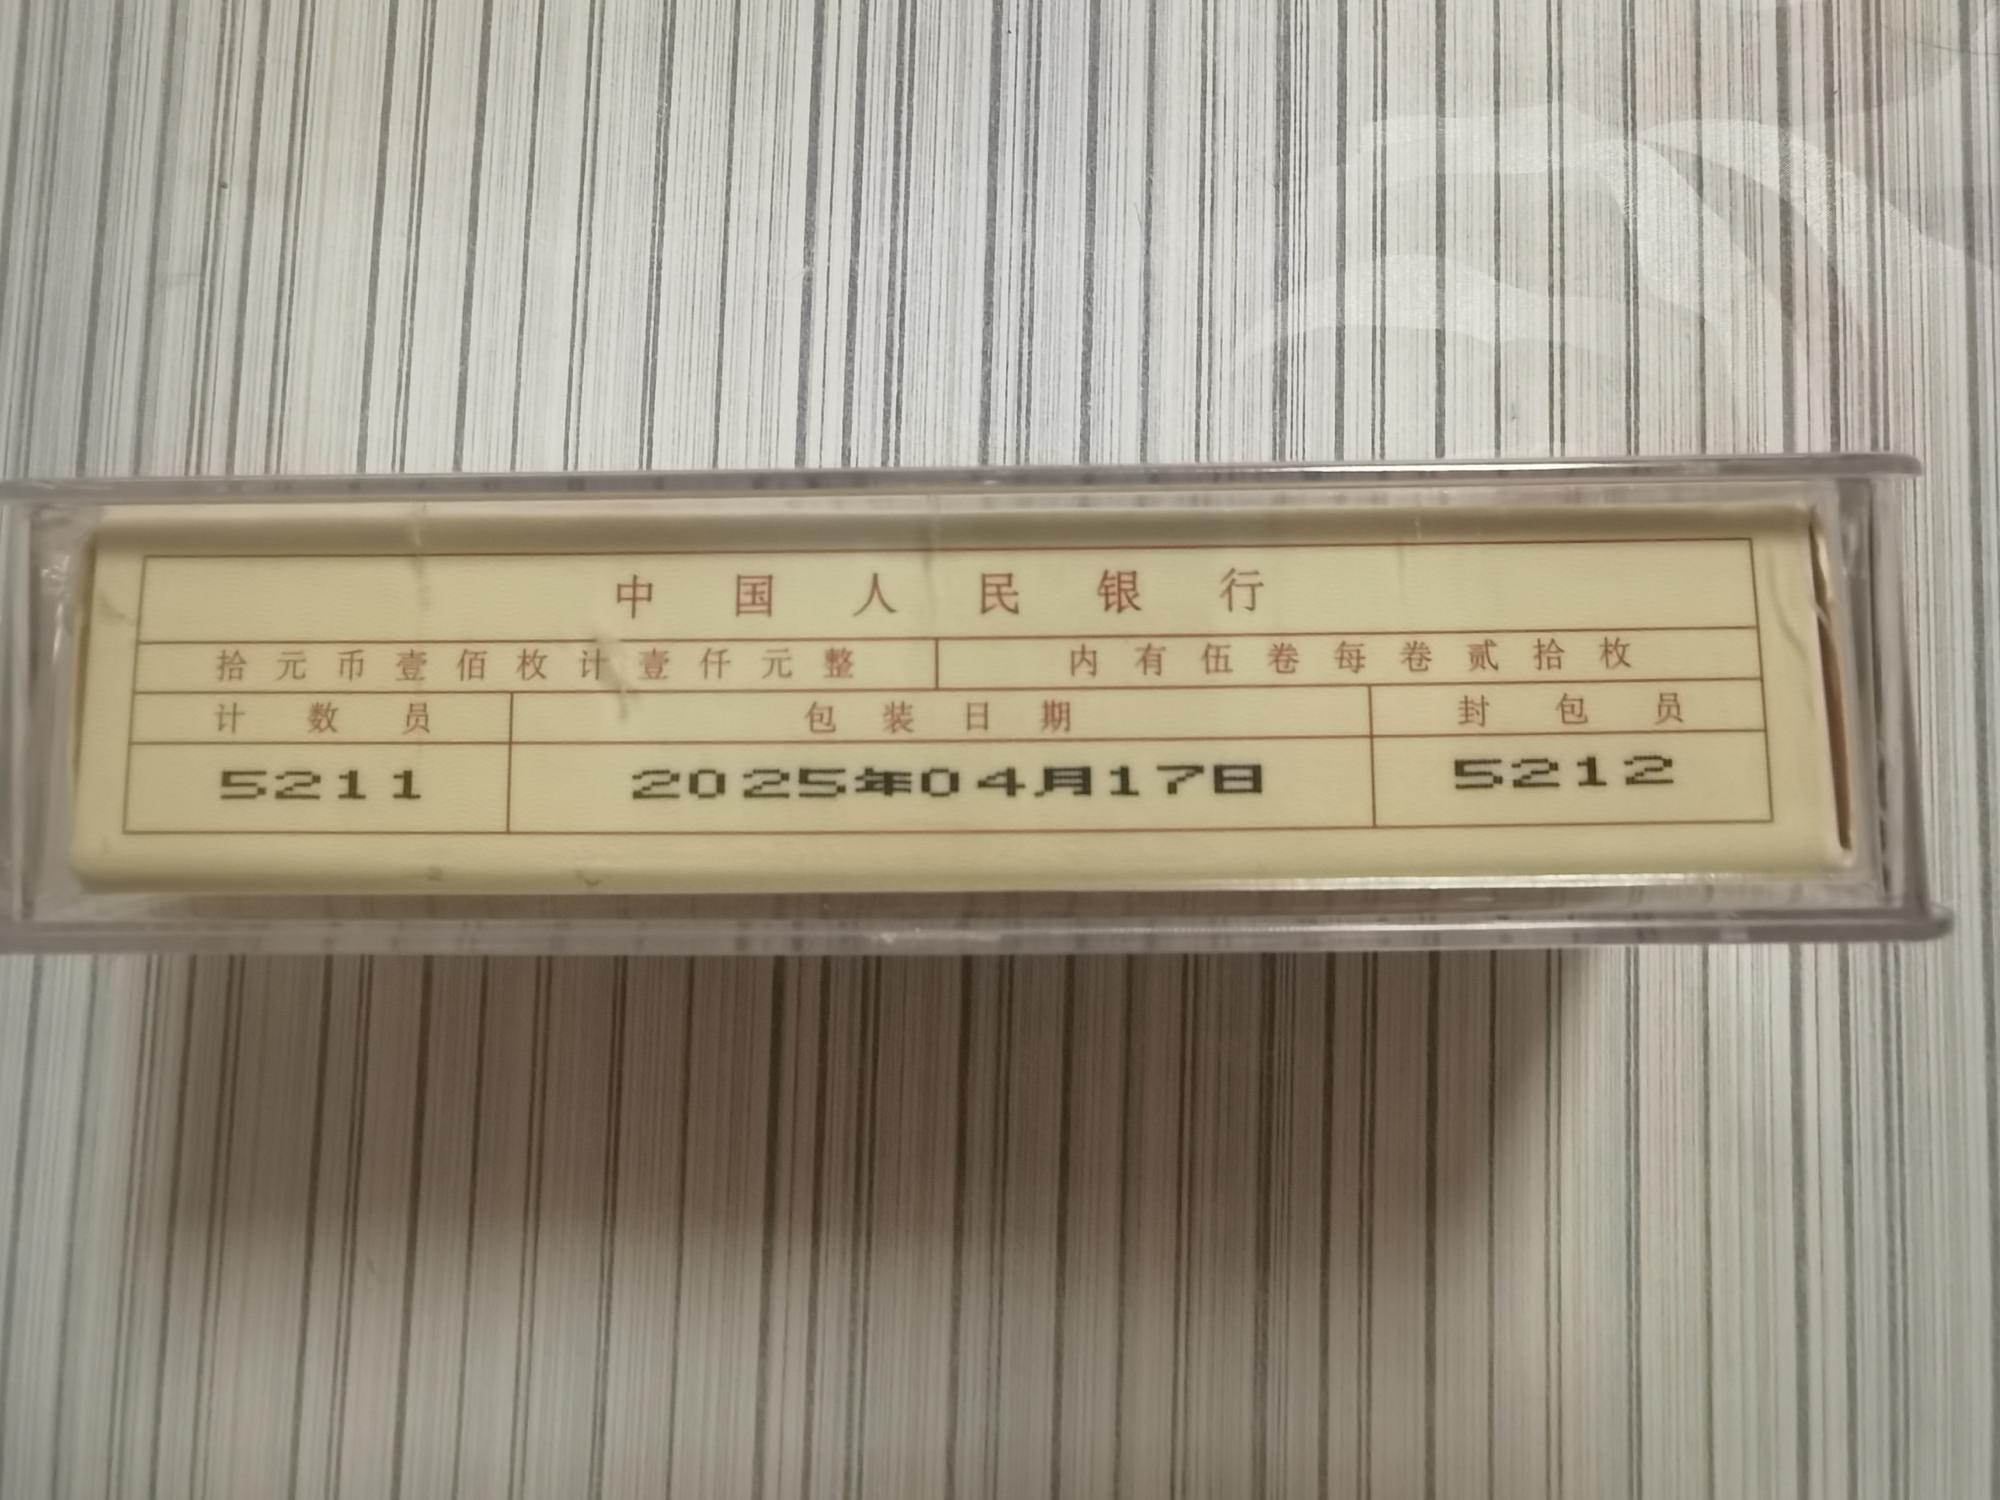 中国人民银行
拾元币壹佰枚计壹仟元整 内有伍卷每卷贰拾枚
计数员 包装日期 封包员
5211 2025年04月17日 5212